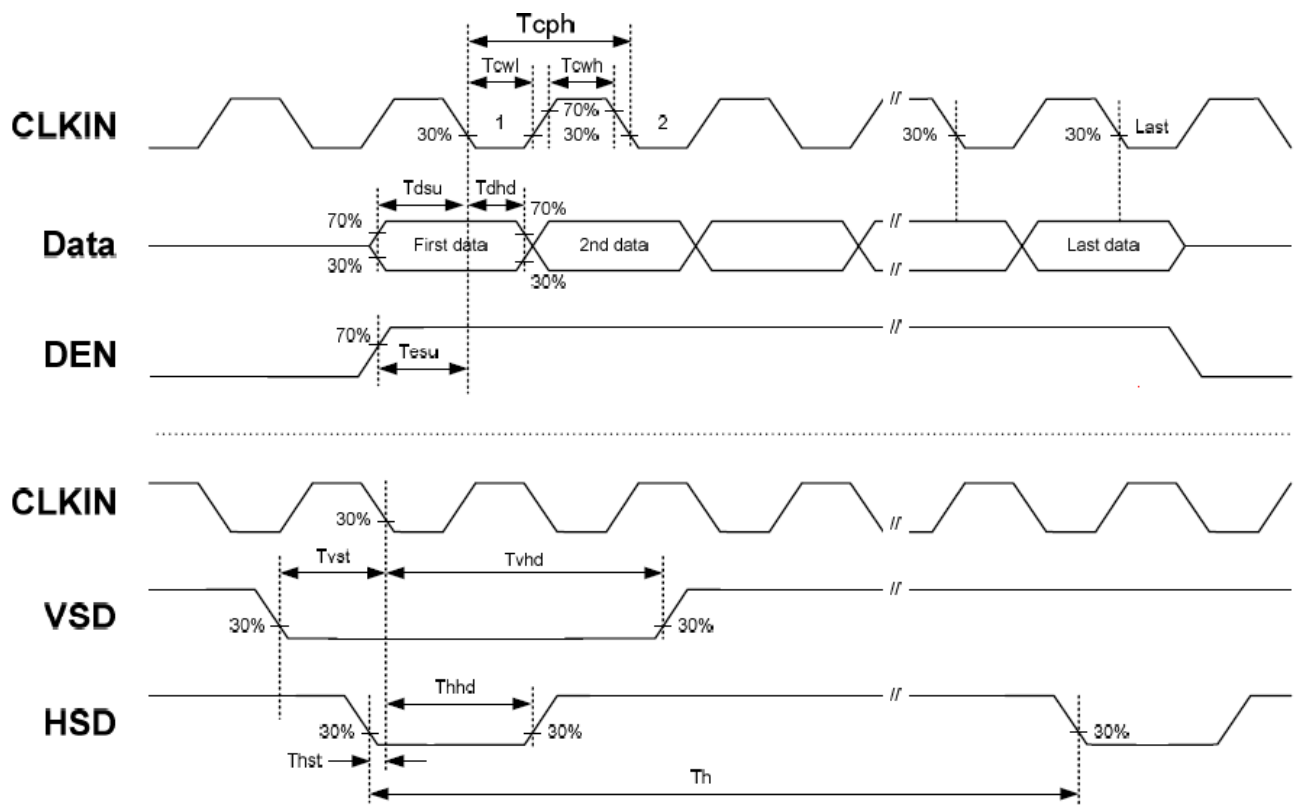 Tcph
Tcwl Tcwh
CLKIN 30% 1 70% 30% 2 30% 30% Last
Tdsu Tdhd
Data 70% 30% First data 70% 30% 2nd data Last data
DEN 70% Tesu
CLKIN 30%
Tvst Tvhd
VSD 30% 30%
Thhd
HSD 30% 30% 30%
Thst
Th